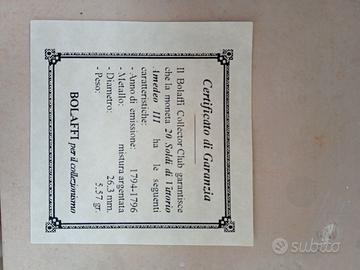 Certificato di Garanzia
Il Bolaffi Collector Club garantisce
che la moneta 20 Soldi di Vittorio
Amedeo III ha le seguenti
caratteristiche:
- Anno di emissione: 1794-1796
- Metallo: mistura argentata
- Diametro: 26.3 mm.
- Peso: 5.57 gr.
BOLAFFI per il collezionismo
subito